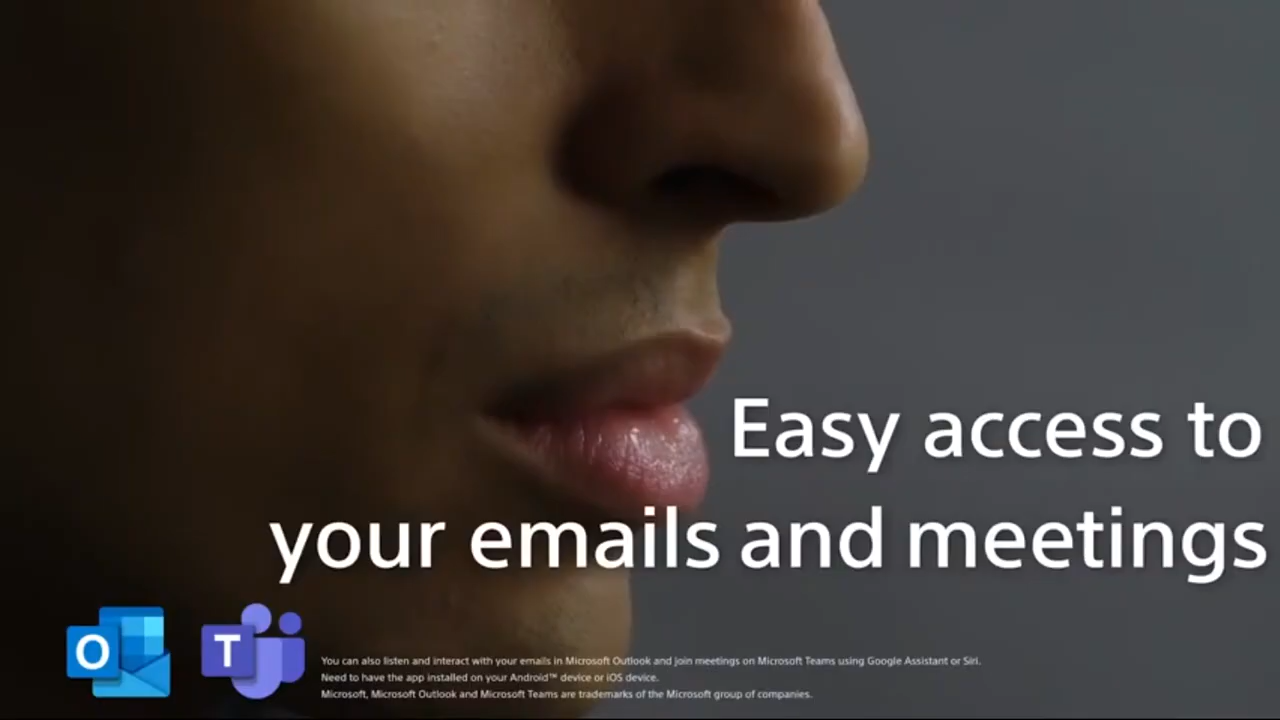 Easy access to
your emails and meetings
O
T
You can also listen and interact with your emails in Microsoft Outlook and join meetings on Microsoft Teams using Google Assistant or Siri.
Need to have the app installed on your Android™ device or iOS device.
Microsoft, Microsoft Outlook and Microsoft Teams are trademarks of the Microsoft group of companies.